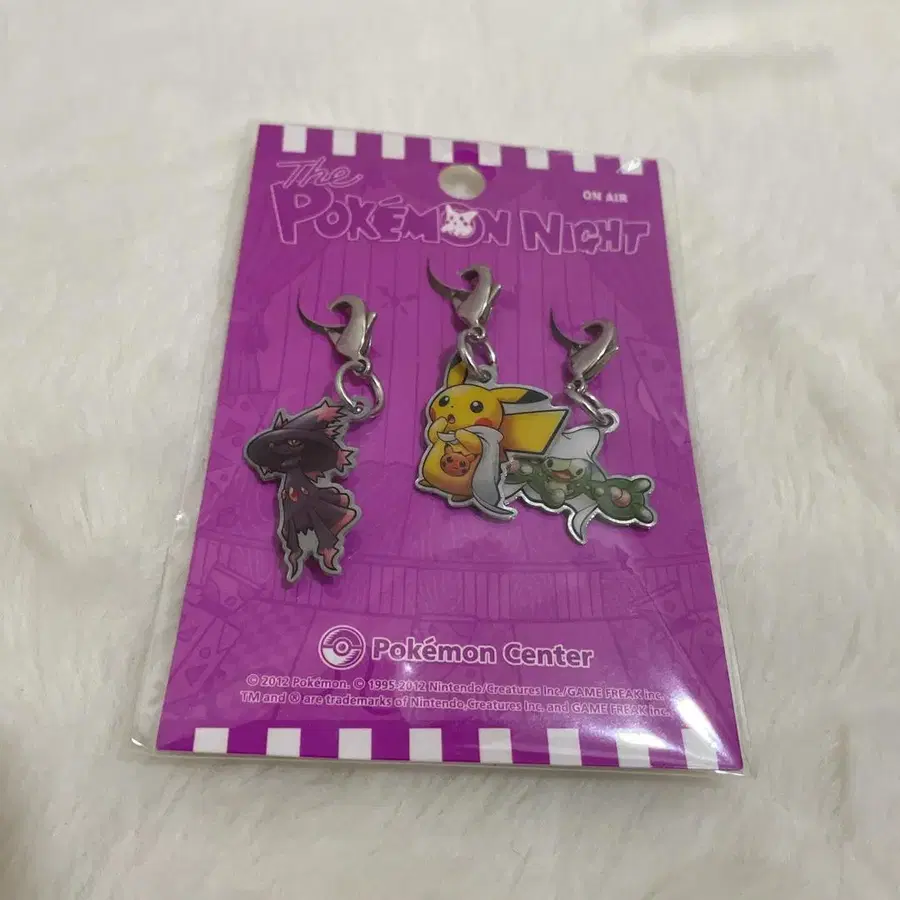 The
ON AIR
POKÉMON NIGHT
Pokémon Center
© 2012 Pokémon. © 1995-2012 Nintendo/Creatures Inc./GAME FREAK inc.
TM and ® are trademarks of Nintendo,Creatures Inc. and GAME FREAK inc.